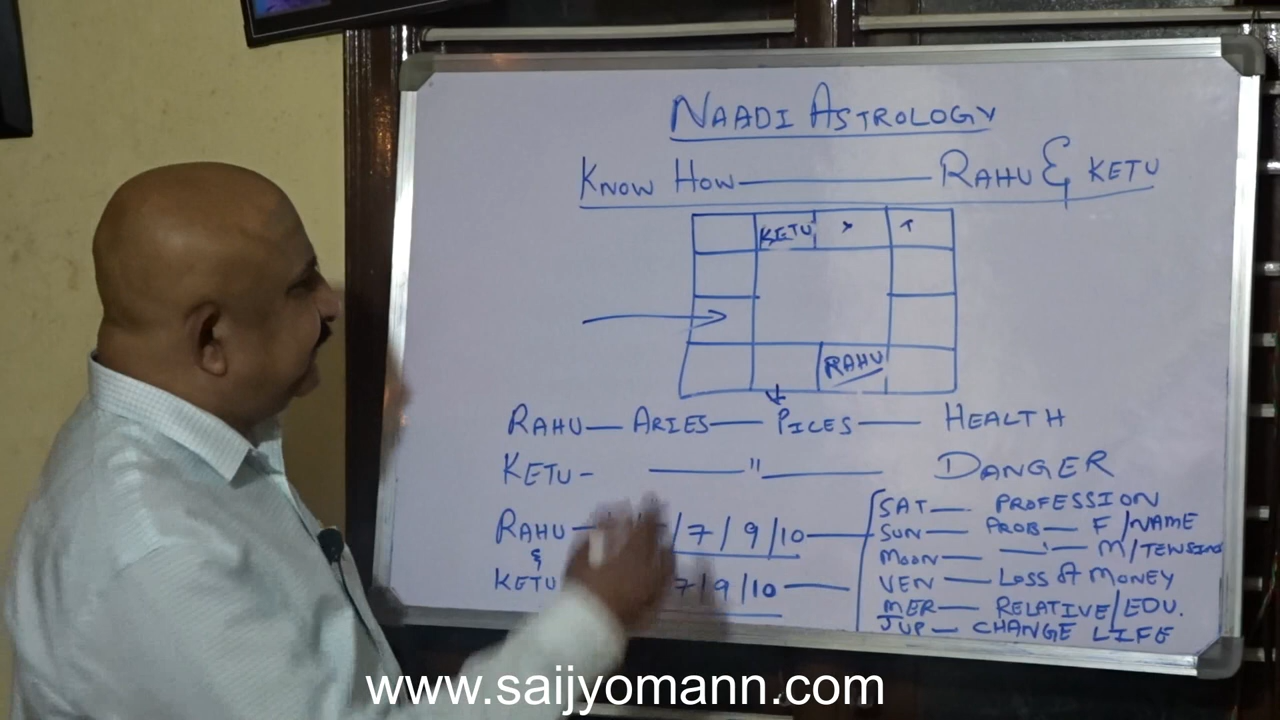 NAADI ASTROLOGY
KNOW HOW — RAHU & KETU
KETU
RAHU
RAHU — ARIES — PICES — HEALTH
KETU - — " — DANGER
RAHU — /7/9/10 —
&
KETU 7/9/10 —
SAT — PROFESSION
SUN — PROB — F/NAME
MOON — " — M/TENSION
VEN — LOSS OF MONEY
MER — RELATIVE/EDU.
JUP — CHANGE LIFE
www.saijyomann.com